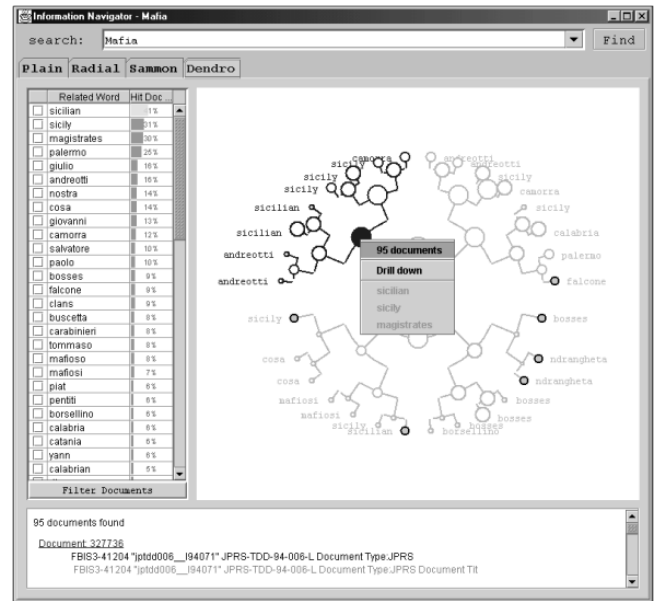 Information Navigator - Mafia
search: Mafia Find
Plain Radial Sammon Dendro
Related Word Hit Doc ...
sicilian
sicily 31%
magistrates 30%
palermo 25%
giulio 16%
andreotti 16%
nostra 14%
cosa 14%
giovanni 13%
camorra 12%
salvatore 10%
paolo 10%
bosses 9%
falcone 9%
clans 9%
buscetta 8%
carabinieri 8%
tommaso 8%
mafioso 8%
mafiosi 7%
piat 6%
pentiti 6%
borsellino 6%
calabria 6%
catania 6%
yann 6%
calabrian 5%
Filter Documents
camorra
sicily
sicily
sicily
sicilian
sicilian
andreotti
andreotti
andreotti
andreotti
sicily
camorra
sicily
calabria
palermo
falcone
95 documents
Drill down
sicilian
sicily
magistrates
sicily
cosa
cosa
mafiosi
mafiosi
sicily
sicilian
bosses
ndrangheta
ndrangheta
bosses
bosses
borsellino
95 documents found
Document 327736
FBIS3-41204 "jptdd006__l94071" JPRS-TDD-94-006-L Document Type:JPRS
FBIS3-41204 "jptdd006__l94071" JPRS-TDD-94-006-L Document Type:JPRS Document Tit